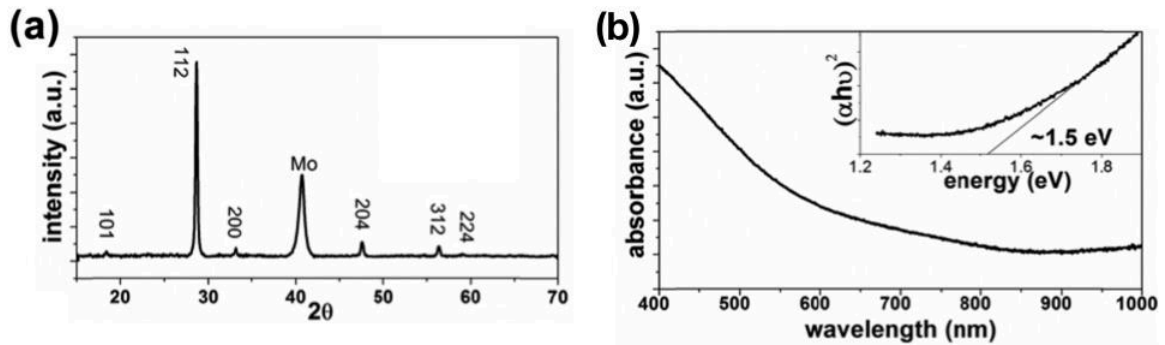 (a)
intensity (a.u.)
101
112
200
Mo
204
312
224
20 30 40 50 60 70
2θ
(b)
absorbance (a.u.)
400 500 600 700 800 900 1000
wavelength (nm)
(αhυ)²
~1.5 eV
1.2 1.4 1.6 1.8
energy (eV)